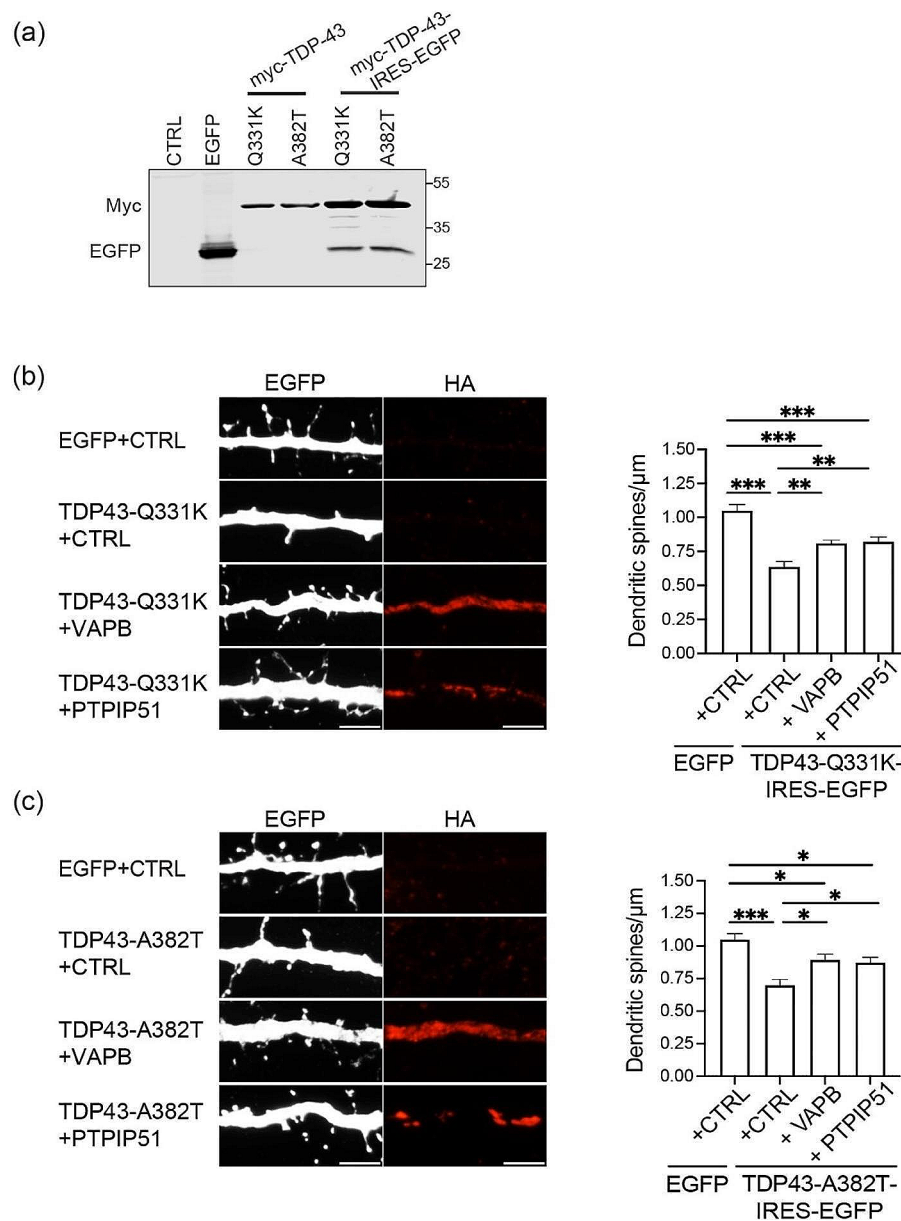 (a)
myc-TDP-43
myc-TDP-43-
IRES-EGFP
CTRL
EGFP
Q331K
A382T
Q331K
A382T
Myc
EGFP
-55
-35
-25
(b)
EGFP
HA
EGFP+CTRL
TDP43-Q331K
+CTRL
TDP43-Q331K
+VAPB
TDP43-Q331K
+PTPIP51
Dendritic spines/µm
1.50
1.25
1.00
0.75
0.50
0.25
0.00
***
***
**
***
**
+CTRL
+CTRL
+ VAPB
+ PTPIP51
EGFP
TDP43-Q331K-
IRES-EGFP
(c)
EGFP
HA
EGFP+CTRL
TDP43-A382T
+CTRL
TDP43-A382T
+VAPB
TDP43-A382T
+PTPIP51
Dendritic spines/µm
1.50
1.25
1.00
0.75
0.50
0.25
0.00
*
*
*
***
*
+CTRL
+CTRL
+ VAPB
+ PTPIP51
EGFP
TDP43-A382T-
IRES-EGFP